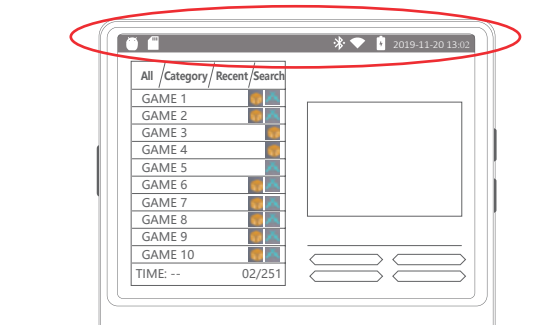 2019-11-20 13:02
All Category Recent Search
GAME 1
GAME 2
GAME 3
GAME 4
GAME 5
GAME 6
GAME 7
GAME 8
GAME 9
GAME 10
TIME: -- 02/251